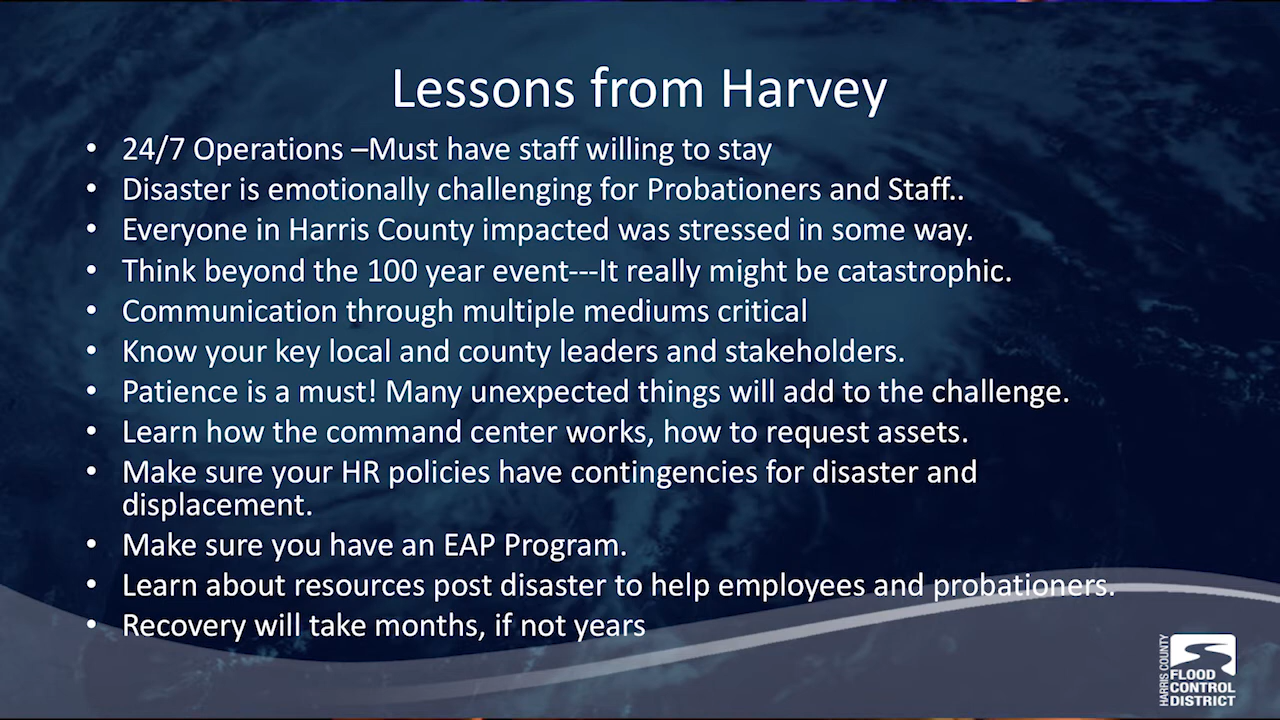 Lessons from Harvey
• 24/7 Operations –Must have staff willing to stay
• Disaster is emotionally challenging for Probationers and Staff..
• Everyone in Harris County impacted was stressed in some way.
• Think beyond the 100 year event---It really might be catastrophic.
• Communication through multiple mediums critical
• Know your key local and county leaders and stakeholders.
• Patience is a must! Many unexpected things will add to the challenge.
• Learn how the command center works, how to request assets.
• Make sure your HR policies have contingencies for disaster and
displacement.
• Make sure you have an EAP Program.
• Learn about resources post disaster to help employees and probationers.
• Recovery will take months, if not years
HARRIS COUNTY
FLOOD
CONTROL
DISTRICT